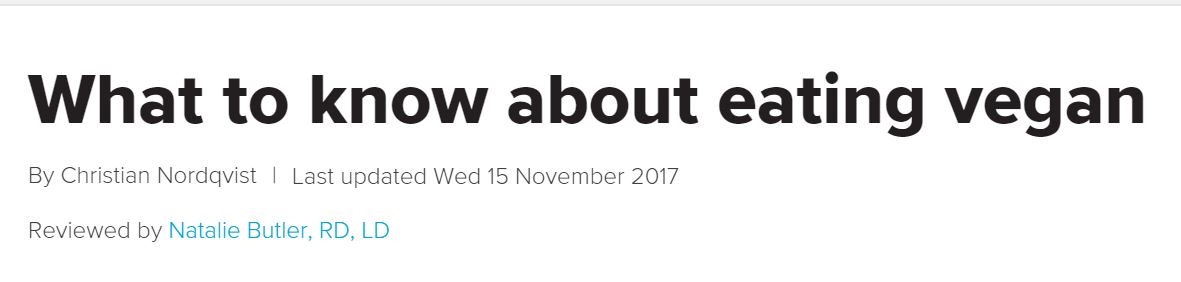 What to know about eating vegan
By Christian Nordqvist | Last updated Wed 15 November 2017
Reviewed by Natalie Butler, RD, LD